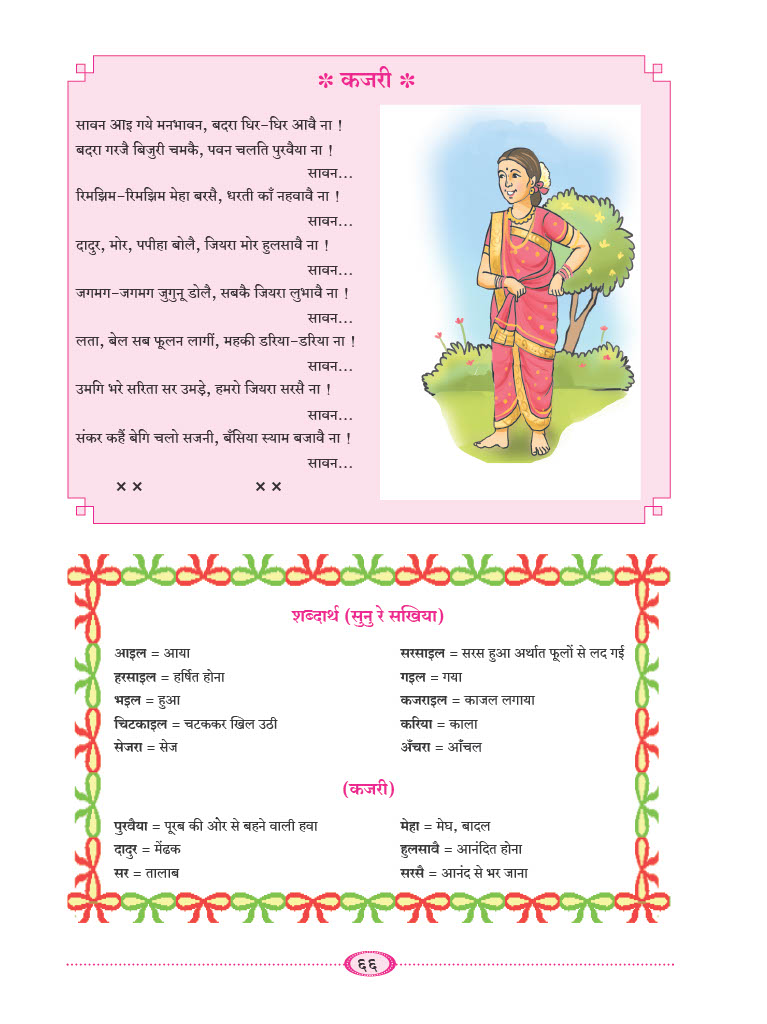 ✻ कजरी ✻
सावन आइ गये मनभावन, बदरा घिर-घिर आवै ना !
बदरा गरजै बिजुरी चमकै, पवन चलति पुरवैया ना !
सावन...
रिमझिम-रिमझिम मेहा बरसै, धरती काँ नहवावै ना !
सावन...
दादुर, मोर, पपीहा बोलै, जियरा मोर हुलसावै ना !
सावन...
जगमग-जगमग जुगुनू डोलै, सबकै जियरा लुभावै ना !
सावन...
लता, बेल सब फूलन लागीं, महकी डरिया-डरिया ना !
सावन...
उमगि भरे सरिता सर उमड़े, हमरो जियरा सरसै ना !
सावन...
संकर कहैं बेगि चलो सजनी, बँसिया स्याम बजावै ना !
सावन...
× × × ×
शब्दार्थ (सुनु रे सखिया)
आइल = आया
हरसाइल = हर्षित होना
भइल = हुआ
चिटकाइल = चटककर खिल उठी
सेजरा = सेज
सरसाइल = सरस हुआ अर्थात फूलों से लद गई
गइल = गया
कजराइल = काजल लगाया
करिया = काला
अँचरा = आँचल
(कजरी)
पुरवैया = पूरब की ओर से बहने वाली हवा
दादुर = मेंढक
सर = तालाब
मेहा = मेघ, बादल
हुलसावै = आनंदित होना
सरसै = आनंद से भर जाना
६६